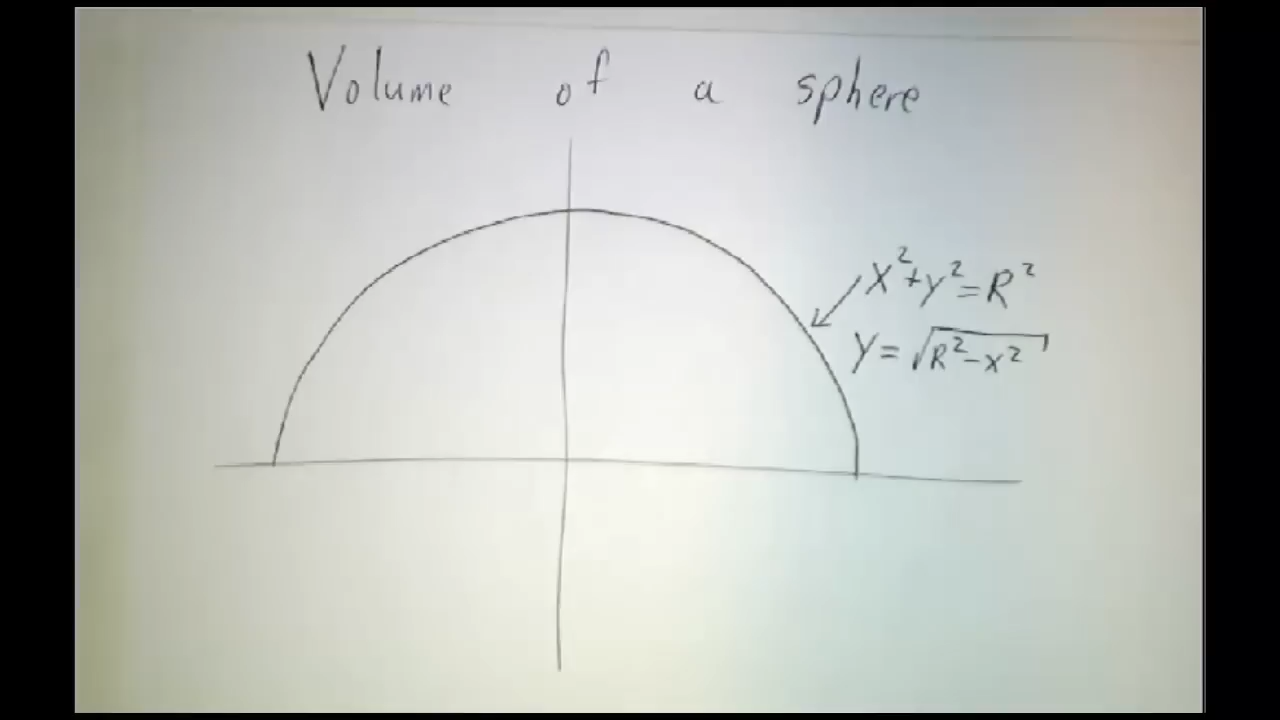 Volume of a sphere
x²+y²=R²
y=√R²-x²